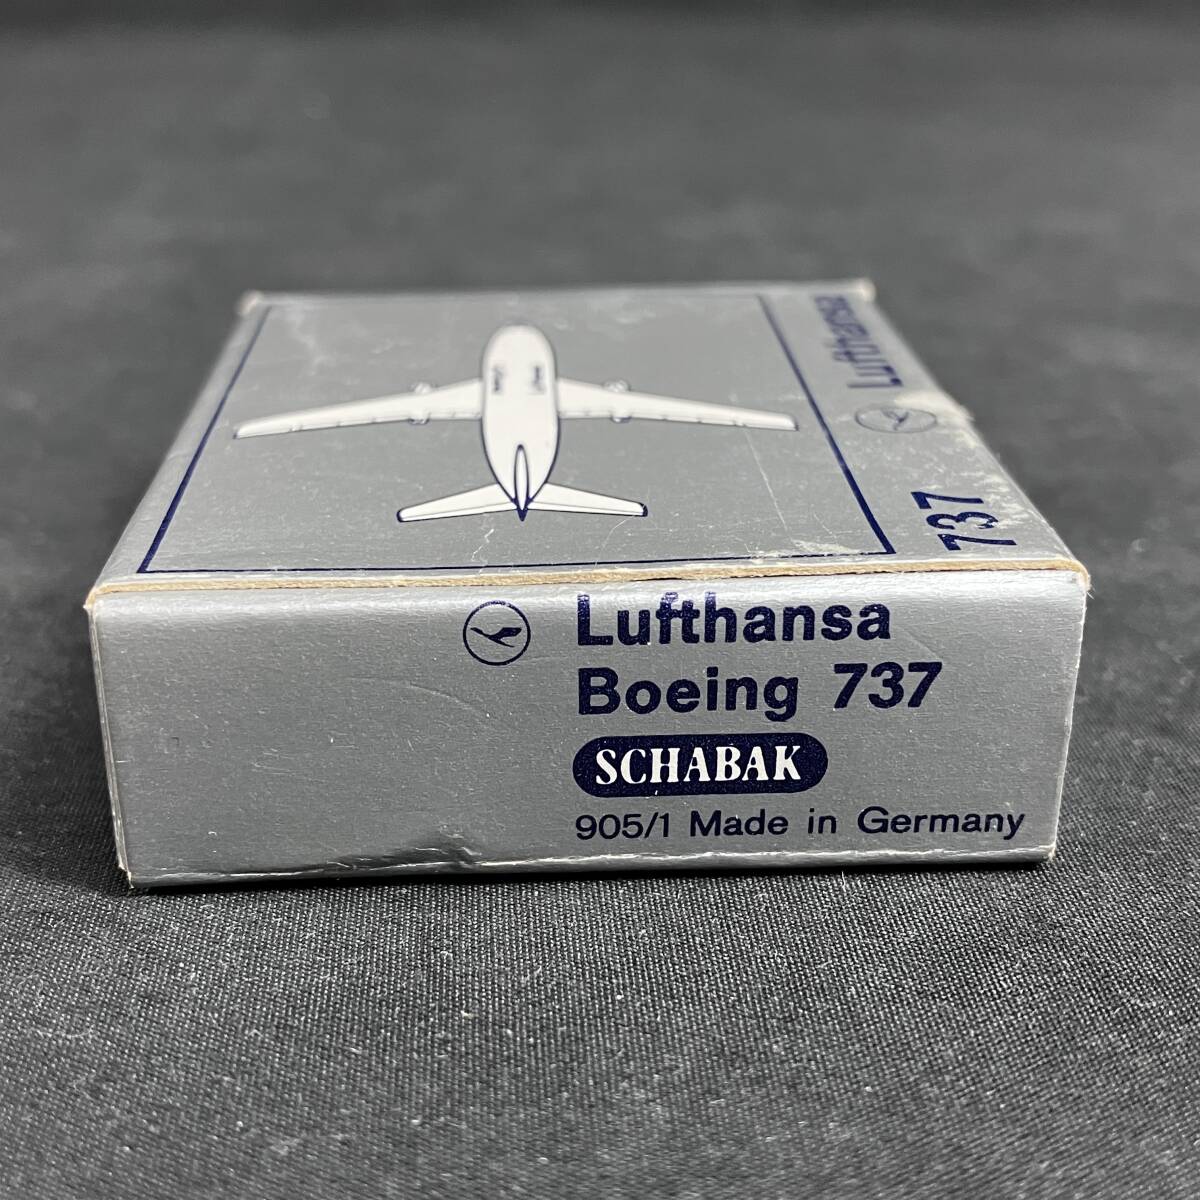 Lufthansa
737
Lufthansa
Boeing 737
SCHABAK
905/1 Made in Germany